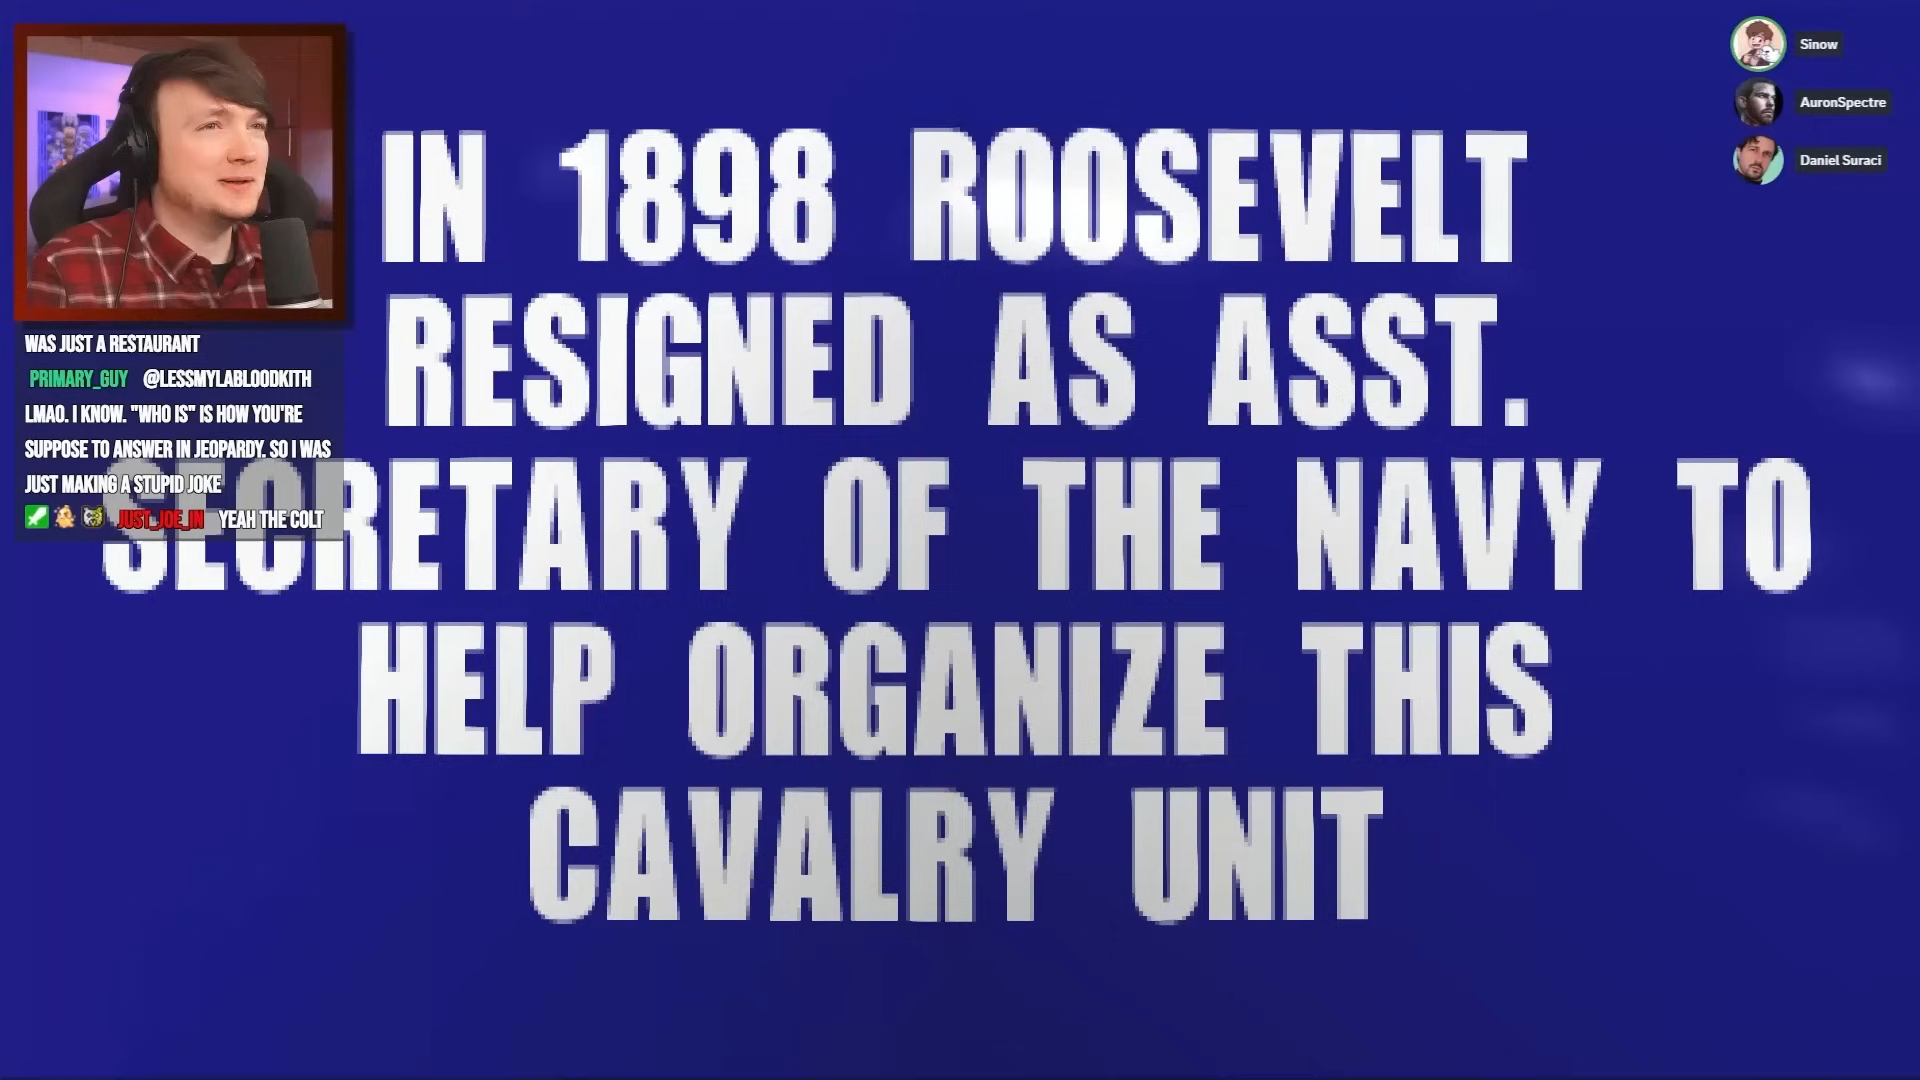 IN 1898 ROOSEVELT
RESIGNED AS ASST.
SECRETARY OF THE NAVY TO
HELP ORGANIZE THIS
CAVALRY UNIT
WAS JUST A RESTAURANT
PRIMARY_GUY @LESSMYLABLOODKITH
LMAO. I KNOW. "WHO IS" IS HOW YOU'RE
SUPPOSE TO ANSWER IN JEOPARDY. SO I WAS
JUST MAKING A STUPID JOKE
JUST_JOE_IN YEAH THE COLT
Sinow
AuronSpectre
Daniel Suraci